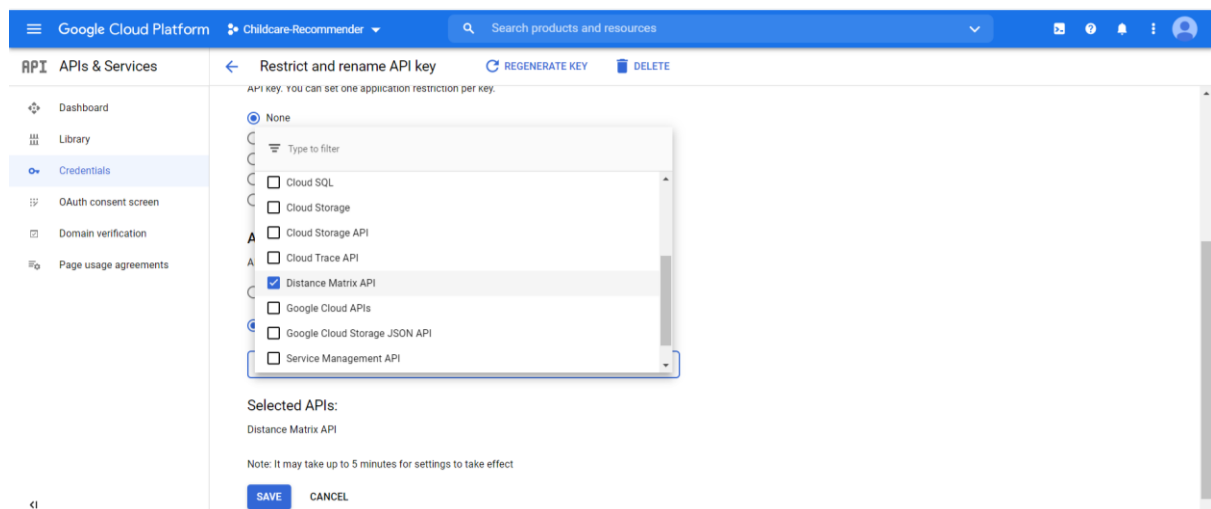 Google Cloud Platform
Childcare-Recommender
Search products and resources
API APIs & Services
Restrict and rename API key
REGENERATE KEY
DELETE
Dashboard
Library
Credentials
OAuth consent screen
Domain verification
Page usage agreements
API key. You can set one application restriction per key.
None
Type to filter
Cloud SQL
Cloud Storage
Cloud Storage API
Cloud Trace API
Distance Matrix API
Google Cloud APIs
Google Cloud Storage JSON API
Service Management API
Selected APIs:
Distance Matrix API
Note: It may take up to 5 minutes for settings to take effect
SAVE
CANCEL